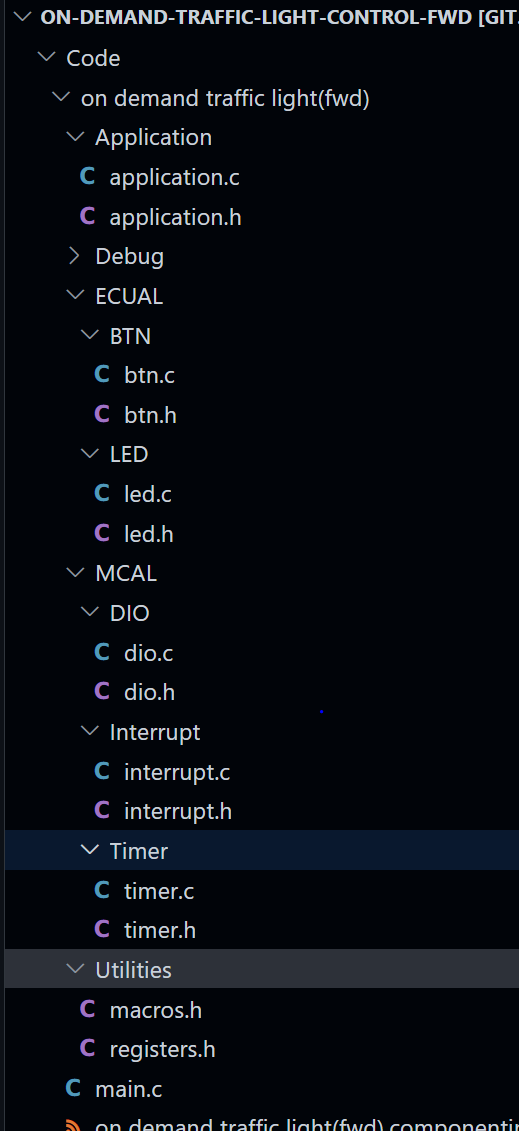 ON-DEMAND-TRAFFIC-LIGHT-CONTROL-FWD [GIT
Code
on demand traffic light(fwd)
Application
C application.c
C application.h
Debug
ECUAL
BTN
C btn.c
C btn.h
LED
C led.c
C led.h
MCAL
DIO
C dio.c
C dio.h
Interrupt
C interrupt.c
C interrupt.h
Timer
C timer.c
C timer.h
Utilities
C macros.h
C registers.h
C main.c
on demand traffic light(fwd).componentin